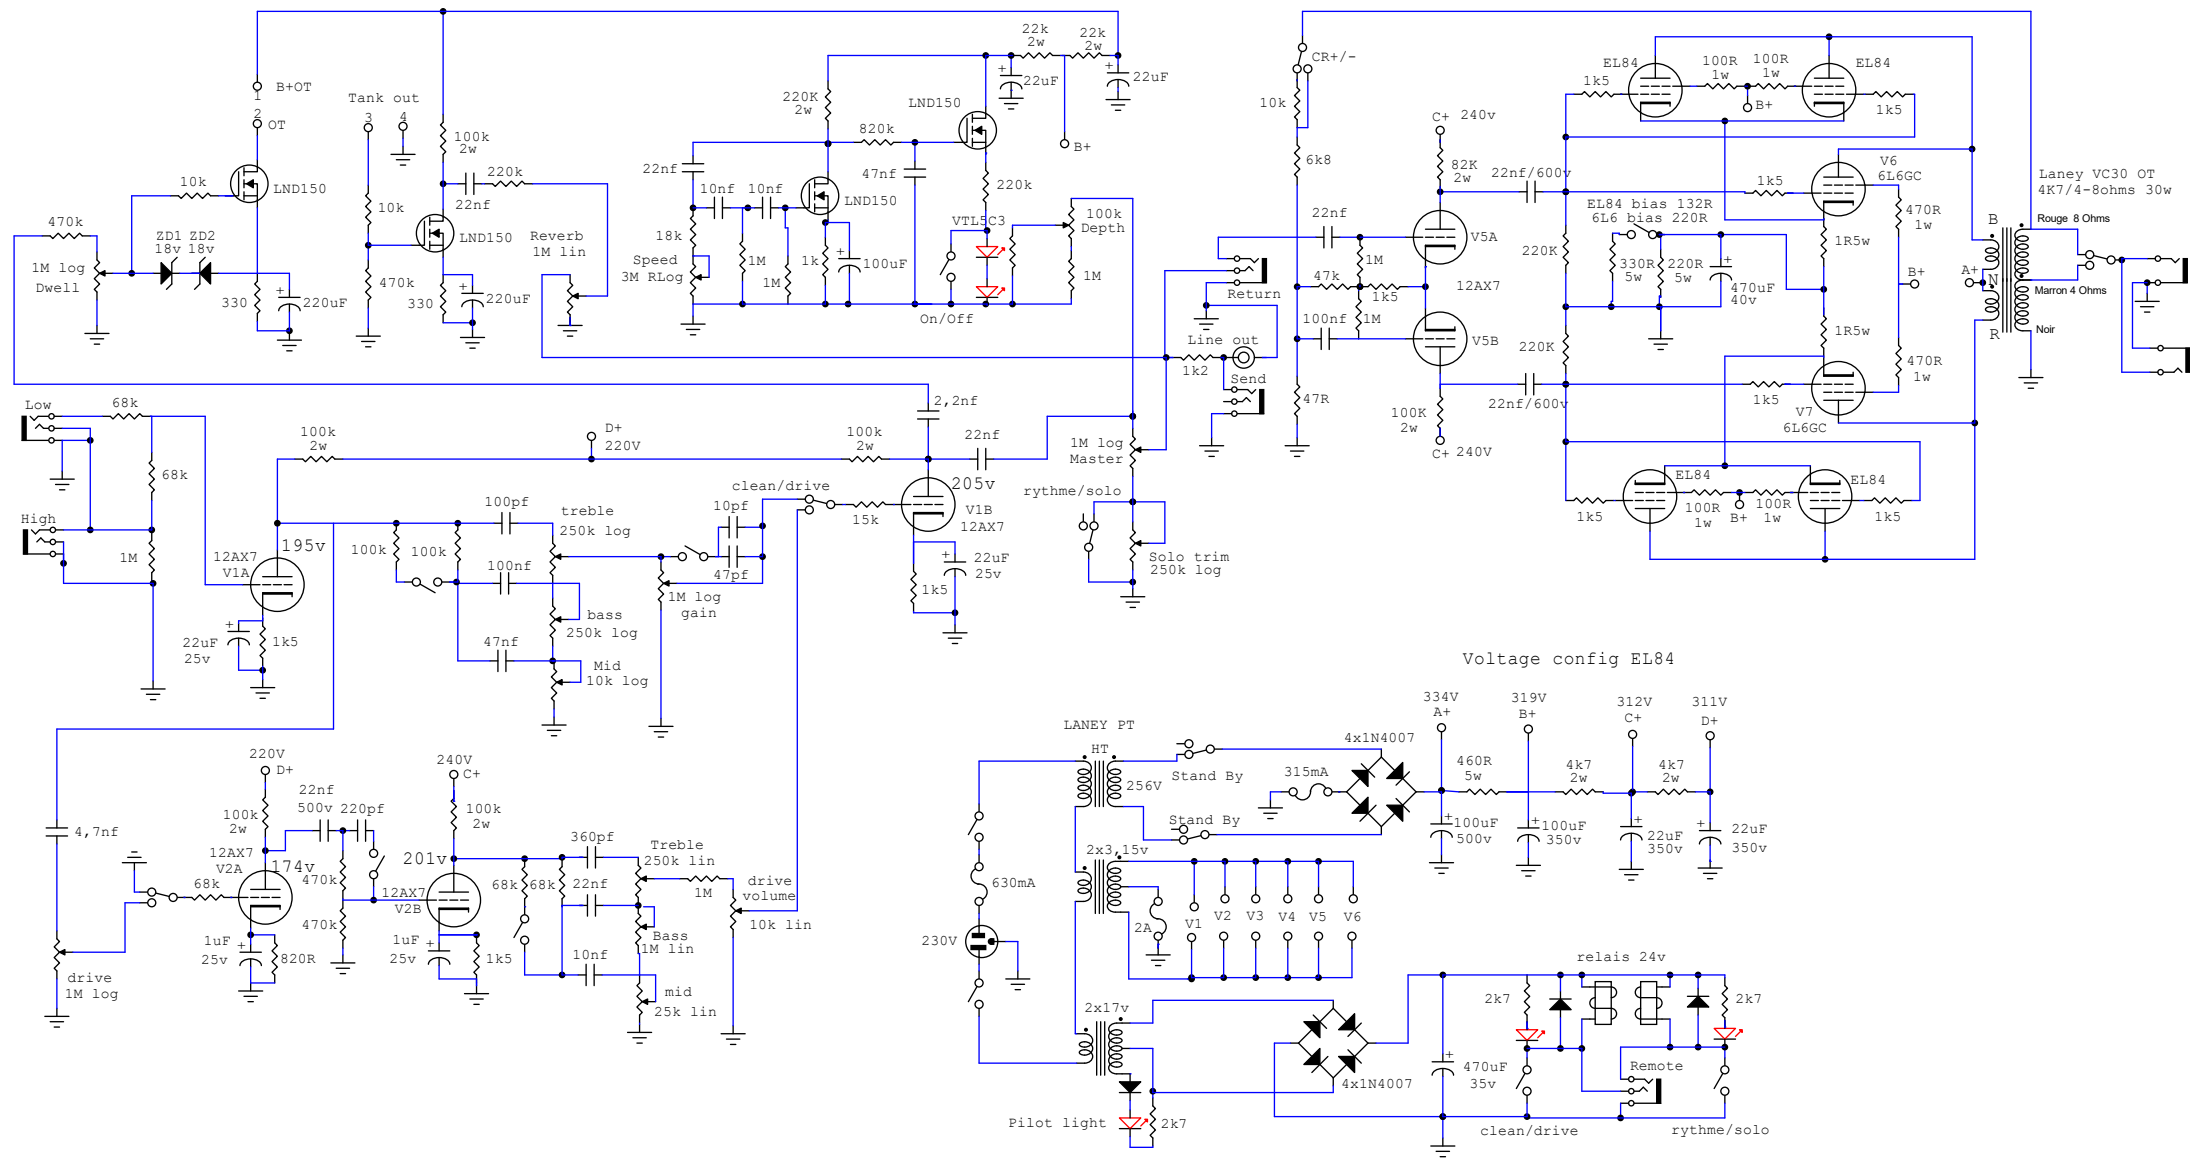 B+OT
1
2
OT
10k
LND150
470k
1M log
Dwell
ZD1 ZD2
18v 18v
330
220uF
Tank out
3 4
100k
2w
22nf
220k
10k
LND150
470k
330
220uF
Reverb
1M lin
220K
2w
820k
LND150
22nf
10nf 10nf
LND150
47nf
220k
18k
Speed
3M RLog
1M
1M
1k
100uF
VTL5C3
On/Off
22k
2w
22k
2w
22uF
22uF
B+
100k
Depth
1M
CR+/-
10k
6k8
22nf
1M
47k
1k5
1M
100nf
47R
Return
Line out
1k2
Send
C+ 240v
82K
2w
V5A
12AX7
V5B
100K
2w
C+ 240V
22nf/600v
22nf/600v
220K
220K
EL84
100R
1w
100R
1w
EL84
1k5
1k5
B+
V6
6L6GC
1k5
EL84 bias 132R
6L6 bias 220R
330R
5w
220R
5w
470uF
40v
1R5w
1R5w
470R
1w
470R
1w
B+
1k5
V7
6L6GC
EL84
EL84
100R
1w
100R
1w
B+
1k5
1k5
Laney VC30 OT
4K7/4-8ohms 30w
B
A+
N
R
Rouge 8 Ohms
Marron 4 Ohms
Noir
Low
68k
68k
High
1M
100k
2w
D+
220V
100k
2w
2,2nf
22nf
195v
12AX7
V1A
22uF
25v
1k5
100k
100k
100pf
100nf
47nf
treble
250k log
bass
250k log
Mid
10k log
10pf
47pf
1M log
gain
clean/drive
15k
205v
V1B
12AX7
1k5
22uF
25v
1M log
Master
rythme/solo
Solo trim
250k log
4,7nf
drive
1M log
68k
220V
D+
100k
2w
12AX7
V2A
174v
1uF
25v
820R
22nf
500v
220pf
470k
470k
240V
C+
100k
2w
201v
12AX7
V2B
1uF
25v
1k5
68k
68k
360pf
22nf
10nf
Treble
250k lin
Bass
1M lin
mid
25k lin
1M
drive
volume
10k lin
Voltage config EL84
LANEY PT
HT
256V
Stand By
Stand By
315mA
4x1N4007
334V
A+
460R
5w
319V
B+
4k7
2w
312V
C+
4k7
2w
311V
D+
100uF
500v
100uF
350v
22uF
350v
22uF
350v
630mA
230V
2x3,15v
2A
V1
V2
V3
V4
V5
V6
2x17v
Pilot light
2k7
4x1N4007
470uF
35v
relais 24v
2k7
2k7
Remote
clean/drive
rythme/solo